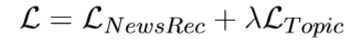 ℒ = ℒ_{NewsRec} + λℒ_{Topic}